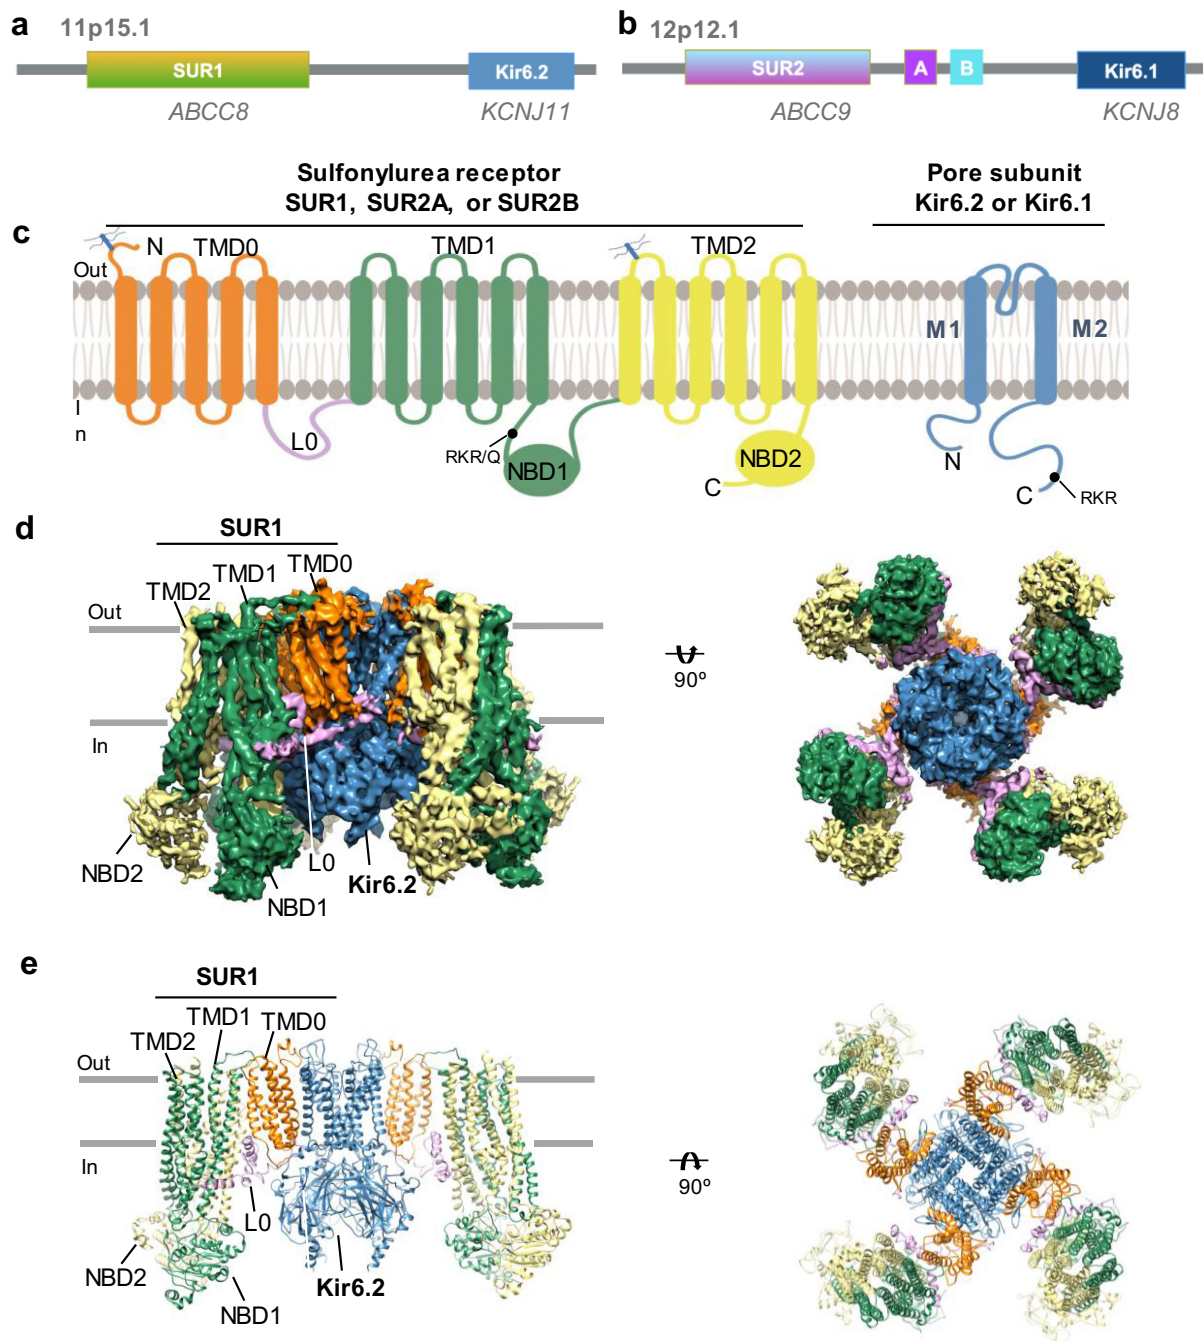 a
11p15.1
SUR1
Kir6.2
ABCC8
KCNJ11
b
12p12.1
SUR2
A
B
Kir6.1
ABCC9
KCNJ8
Sulfonylurea receptor
SUR1, SUR2A, or SUR2B
Pore subunit
Kir6.2 or Kir6.1
c
N
TMD0
TMD1
TMD2
Out
M1
M2
I
n
L0
RKR/Q
NBD1
NBD2
C
N
C
RKR
d
SUR1
TMD2
TMD1
TMD0
Out
In
NBD2
L0
NBD1
Kir6.2
90º
e
SUR1
TMD2
TMD1
TMD0
Out
In
L0
NBD2
NBD1
Kir6.2
90º